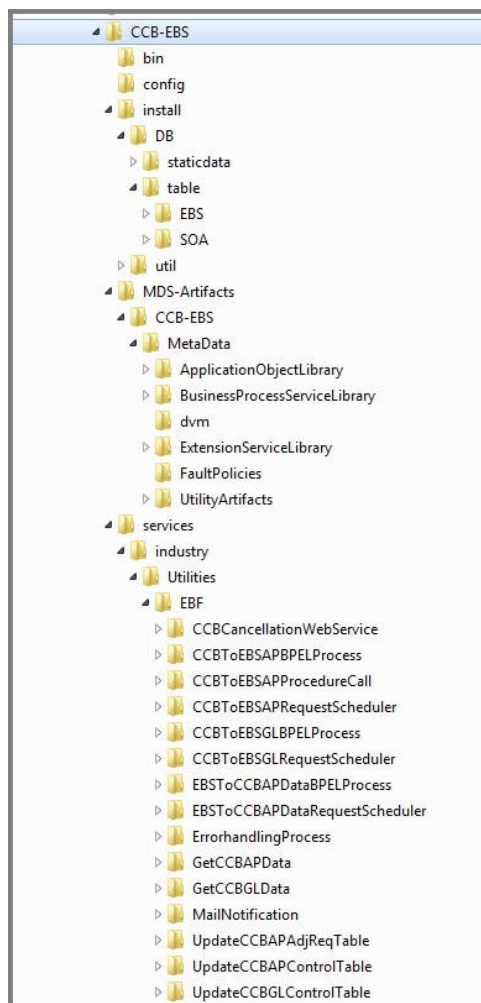 CCB-EBS
bin
config
install
DB
staticdata
table
EBS
SOA
util
MDS-Artifacts
CCB-EBS
MetaData
ApplicationObjectLibrary
BusinessProcessServiceLibrary
dvm
ExtensionServiceLibrary
FaultPolicies
UtilityArtifacts
services
industry
Utilities
EBF
CCBCancellationWebService
CCBToEBSAPBPELProcess
CCBToEBSAPProcedureCall
CCBToEBSAPRequestScheduler
CCBToEBSGLBPELProcess
CCBToEBSGLRequestScheduler
EBSToCCBAPDataBPELProcess
EBSToCCBAPDataRequestScheduler
ErrorhandlingProcess
GetCCBAPData
GetCCBGLData
MailNotification
UpdateCCBAPAdjReqTable
UpdateCCBAPControlTable
UpdateCCBGLControlTable